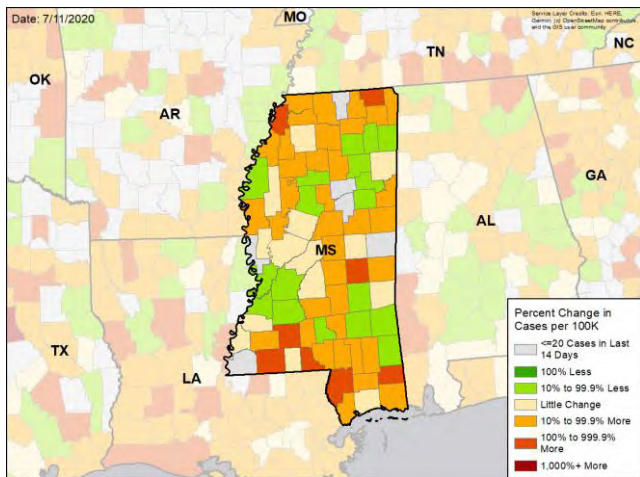 Date: 7/11/2020
Service Layer Credits: Esri, HERE,
Garmin, (c) OpenStreetMap contributors,
and the GIS user community
MO
NC
TN
OK
AR
GA
AL
MS
TX
LA
Percent Change in
Cases per 100K
<=20 Cases in Last
14 Days
100% Less
10% to 99.9% Less
Little Change
10% to 99.9% More
100% to 999.9%
More
1,000%+ More